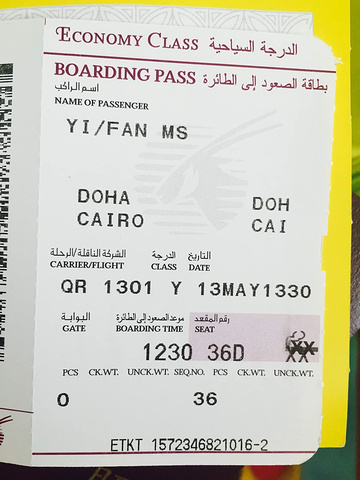 ECONOMY CLASS الدرجة السياحية
BOARDING PASS بطاقة الصعود إلى الطائرة
اسم الراكب
NAME OF PASSENGER
YI/FAN MS
DOHA DOH
CAIRO CAI
الشركة الناقلة/الرحلة الدرجة التاريخ
CARRIER/FLIGHT CLASS DATE
QR 1301 Y 13MAY1330
البوابة موعد الصعود إلى الطائرة رقم المقعد
GATE BOARDING TIME SEAT
1230 36D
PCS CK.WT. UNCK.WT. SEQ.NO. PCS CK.WT. UNCK.WT.
0 36
ETKT 1572346821016-2